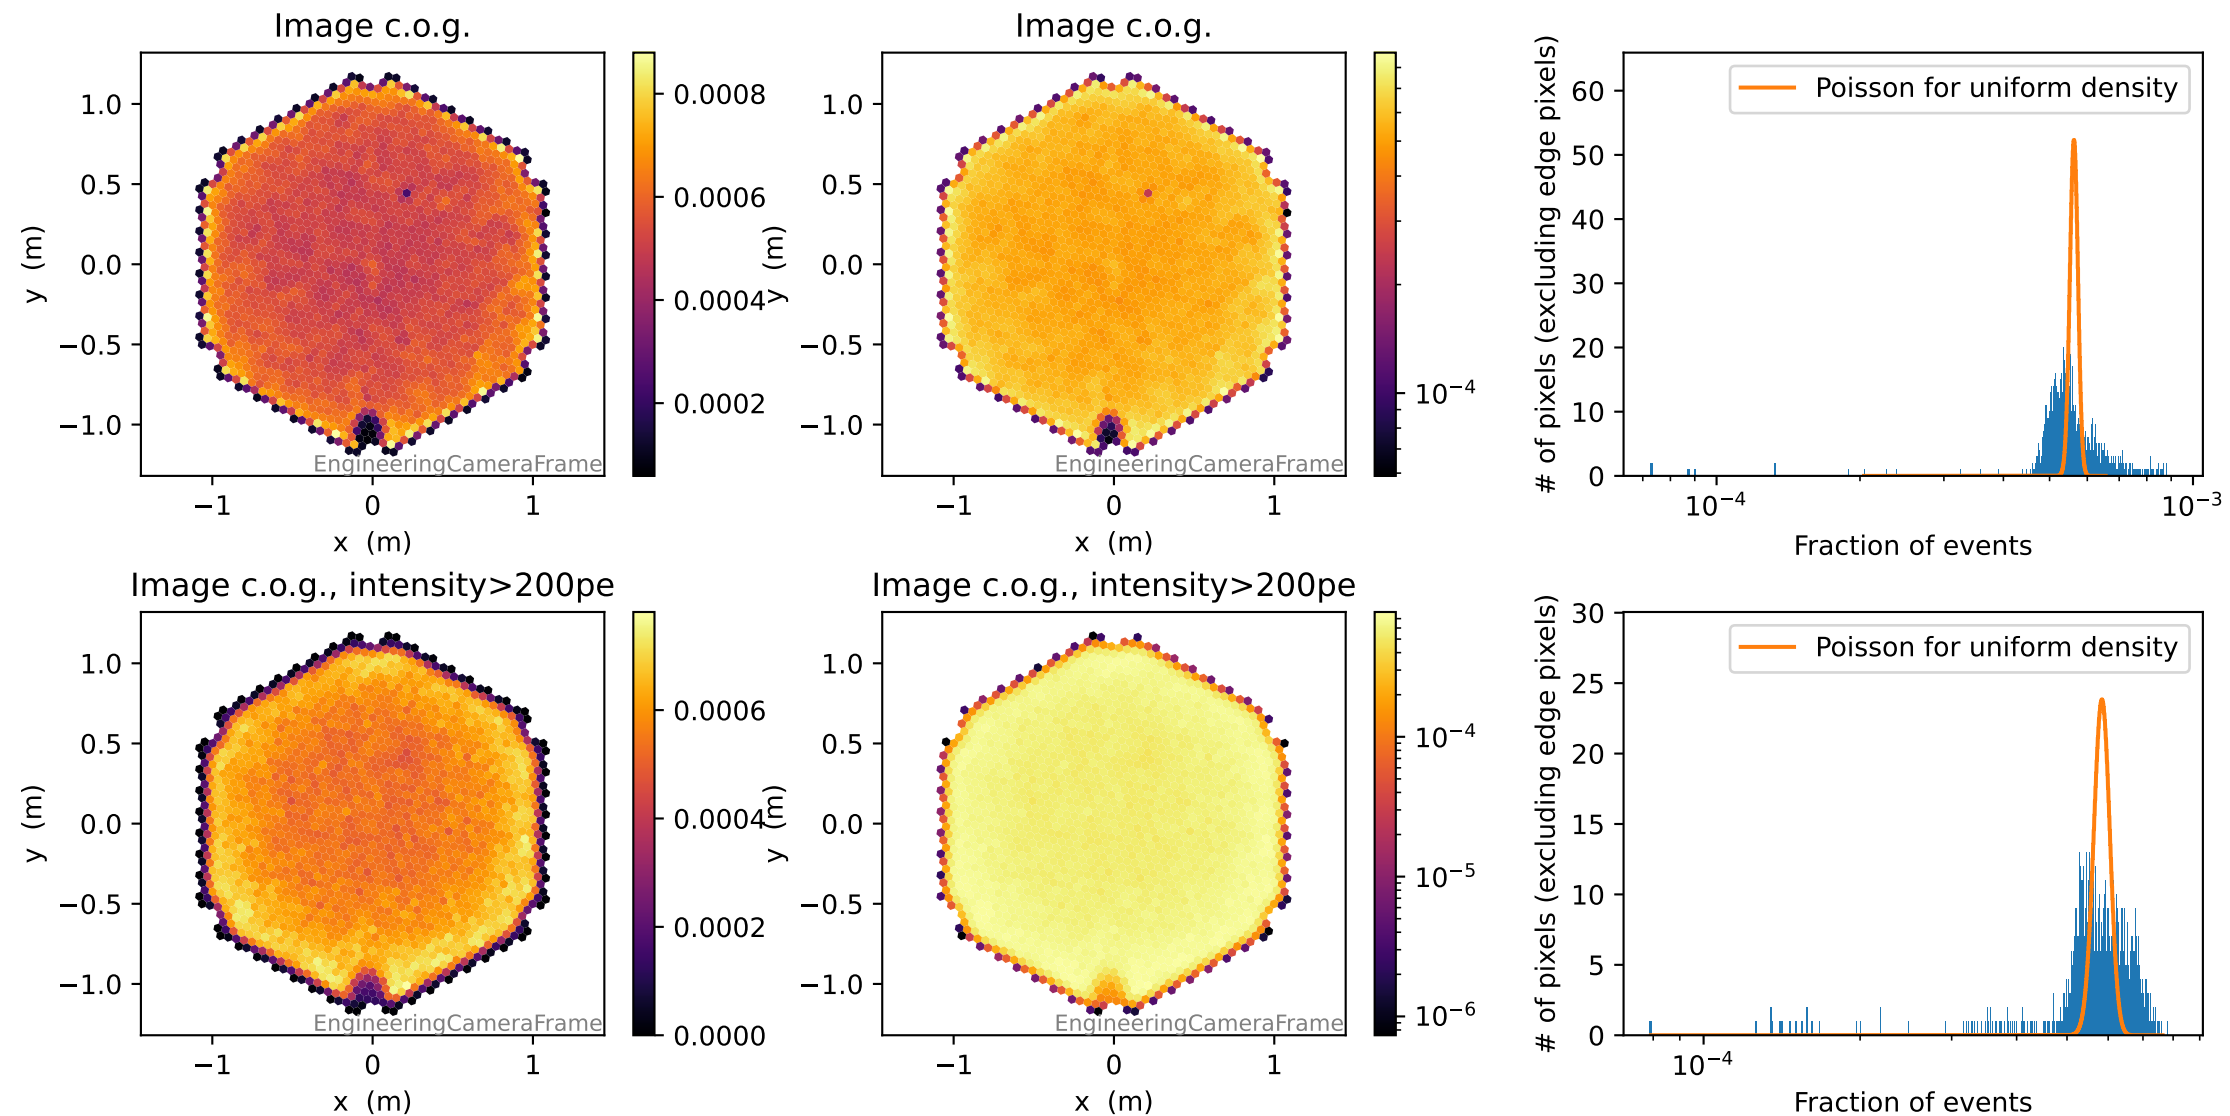 Image c.o.g.
1.0
0.5
0.0
−0.5
−1.0
y (m)
−1
0
1
x (m)
EngineeringCameraFrame
0.0008
0.0006
0.0004
0.0002
Image c.o.g.
1.0
0.5
0.0
−0.5
−1.0
y (m)
−1
0
1
x (m)
EngineeringCameraFrame
10⁻⁴
# of pixels (excluding edge pixels)
60
50
40
30
20
10
0
Poisson for uniform density
10⁻⁴
10⁻³
Fraction of events
Image c.o.g., intensity>200pe
1.0
0.5
0.0
−0.5
−1.0
y (m)
−1
0
1
x (m)
EngineeringCameraFrame
0.0006
0.0004
0.0002
0.0000
Image c.o.g., intensity>200pe
1.0
0.5
0.0
−0.5
−1.0
y (m)
−1
0
1
x (m)
EngineeringCameraFrame
10⁻⁴
10⁻⁵
10⁻⁶
# of pixels (excluding edge pixels)
30
25
20
15
10
5
0
Poisson for uniform density
10⁻⁴
Fraction of events